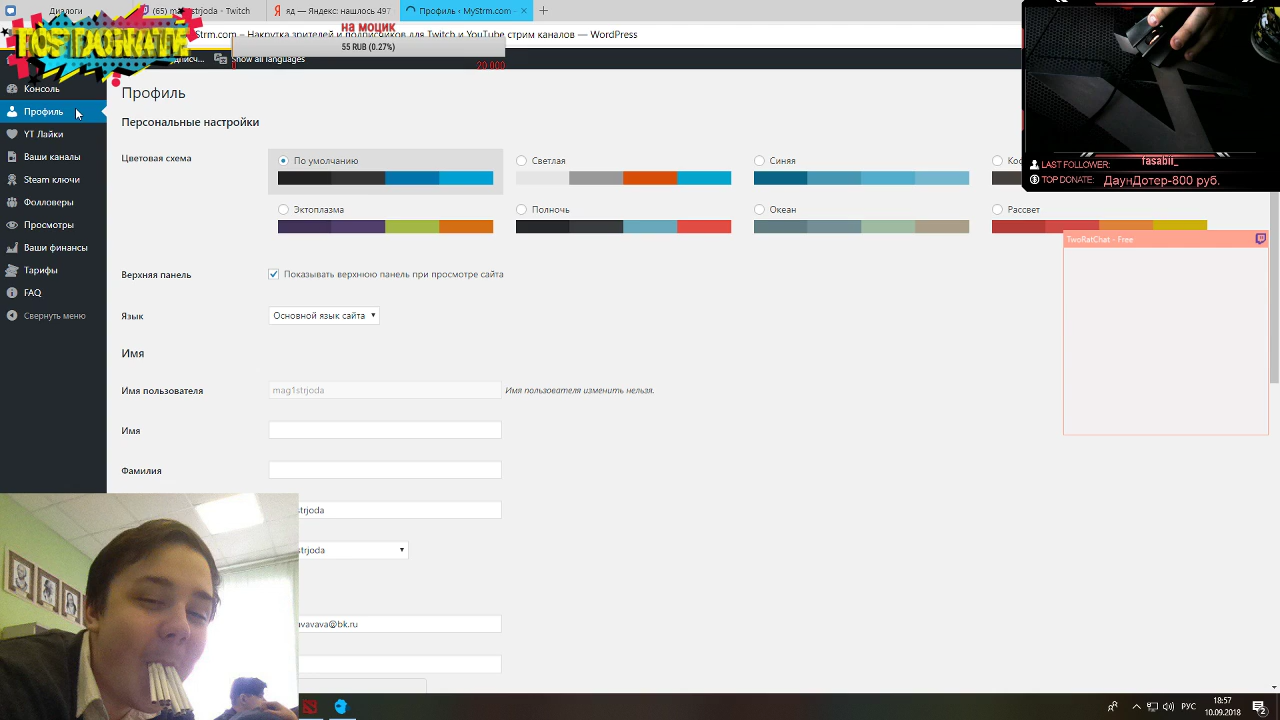 Диалоги
(65) mag1strjoda - Twitch
яд — Яндекс: нашлось 497
Профиль ‹ MyStrm.com -
Strm.com — Накрутка зрителей и подписчиков для Twitch и YouTube стрим каналов — WordPress
на моцик
55 RUB (0.27%)
0
20 000
Show all languages
Консоль
Профиль
YT Лайки
Ваши каналы
Steam ключи
Фолловеры
Просмотры
Ваши финансы
Тарифы
FAQ
Свернуть меню
Профиль
Персональные настройки
Цветовая схема
По умолчанию
Светлая
Синяя
Эктоплазма
Полночь
Океан
Рассвет
Верхняя панель
Показывать верхнюю панель при просмотре сайта
Язык
Основной язык сайта
Имя
Имя пользователя
mag1strjoda
Имя пользователя изменить нельзя.
Имя
Фамилия
strjoda
strjoda
avavava@bk.ru
LAST FOLLOWER:
fasabii_
TOP DONATE:
ДаунДотер-800 руб.
TwoRatChat - Free
РУС
18:57
10.09.2018
2